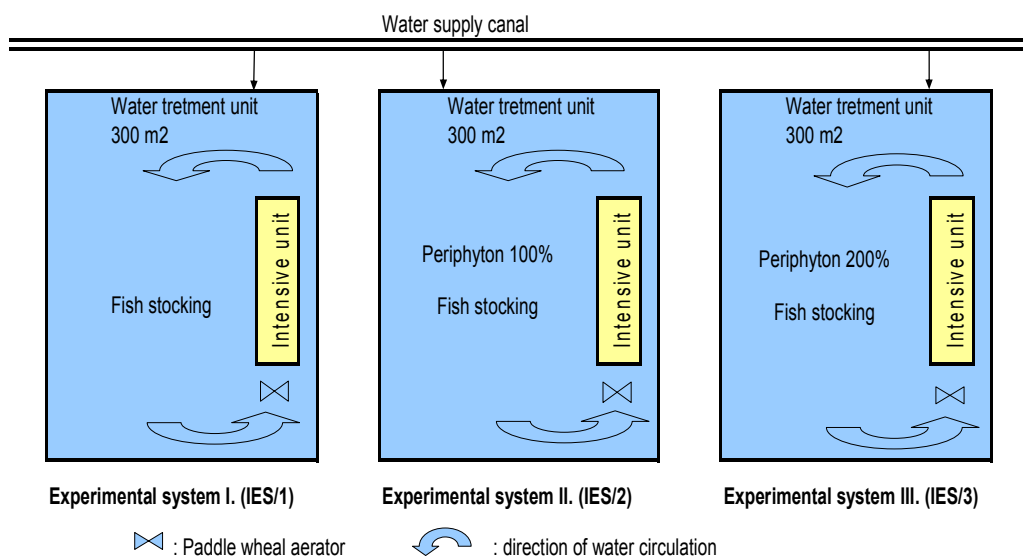 Water supply canal
Water tretment unit
300 m2
Intensive unit
Fish stocking
Experimental system I. (IES/1)
Water tretment unit
300 m2
Periphyton 100%
Fish stocking
Intensive unit
Experimental system II. (IES/2)
Water tretment unit
300 m2
Periphyton 200%
Fish stocking
Intensive unit
Experimental system III. (IES/3)
: Paddle wheal aerator
: direction of water circulation